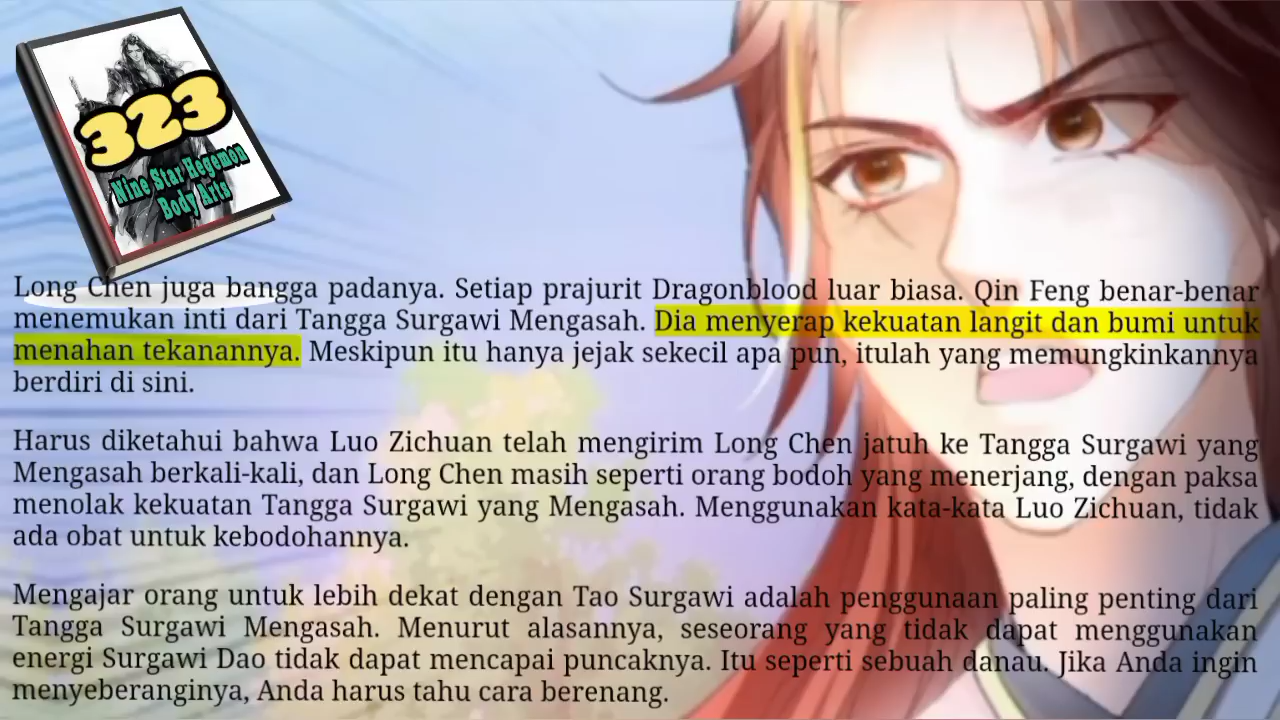 323
Nine Star Hegemon
Body Arts
Long Chen juga bangga padanya. Setiap prajurit Dragonblood luar biasa. Qin Feng benar-benar
menemukan inti dari Tangga Surgawi Mengasah. Dia menyerap kekuatan langit dan bumi untuk
menahan tekanannya. Meskipun itu hanya jejak sekecil apa pun, itulah yang memungkinkannya
berdiri di sini.
Harus diketahui bahwa Luo Zichuan telah mengirim Long Chen jatuh ke Tangga Surgawi yang
Mengasah berkali-kali, dan Long Chen masih seperti orang bodoh yang menerjang, dengan paksa
menolak kekuatan Tangga Surgawi yang Mengasah. Menggunakan kata-kata Luo Zichuan, tidak
ada obat untuk kebodohannya.
Mengajar orang untuk lebih dekat dengan Tao Surgawi adalah penggunaan paling penting dari
Tangga Surgawi Mengasah. Menurut alasannya, seseorang yang tidak dapat menggunakan
energi Surgawi Dao tidak dapat mencapai puncaknya. Itu seperti sebuah danau. Jika Anda ingin
menyeberanginya, Anda harus tahu cara berenang.